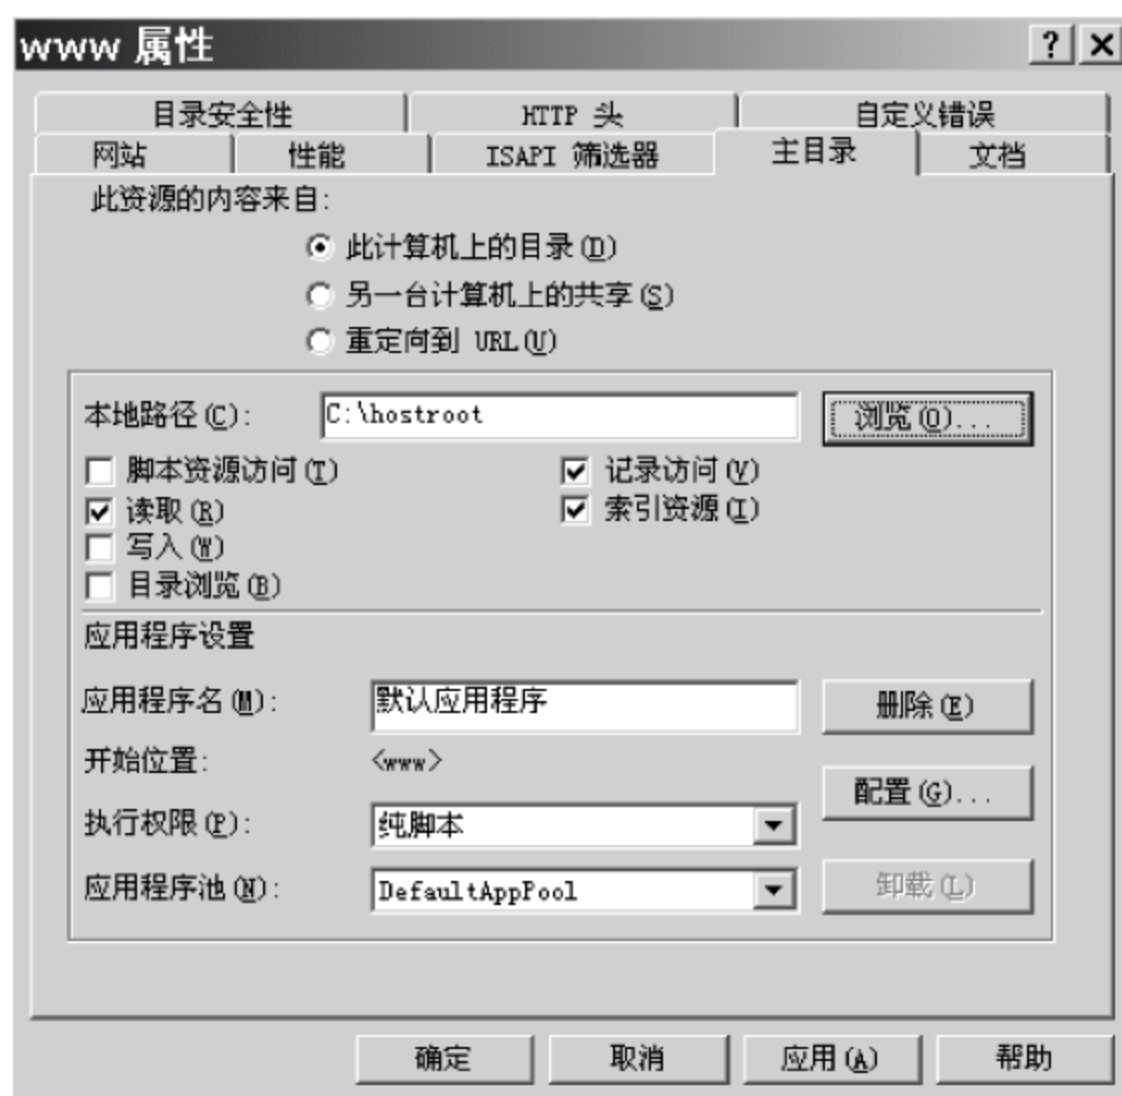 www 属性
目录安全性 HTTP 头 自定义错误
网站 性能 ISAPI 筛选器 主目录 文档
此资源的内容来自:
此计算机上的目录(D)
另一台计算机上的共享(S)
重定向到 URL(U)
本地路径(C): C:\hostroot 浏览(O)...
脚本资源访问(T) 记录访问(V)
读取(R) 索引资源(I)
写入(W)
目录浏览(B)
应用程序设置
应用程序名(M): 默认应用程序 删除(E)
开始位置: <www>
配置(G)...
执行权限(P): 纯脚本
应用程序池(N): DefaultAppPool 卸载(L)
确定 取消 应用(A) 帮助